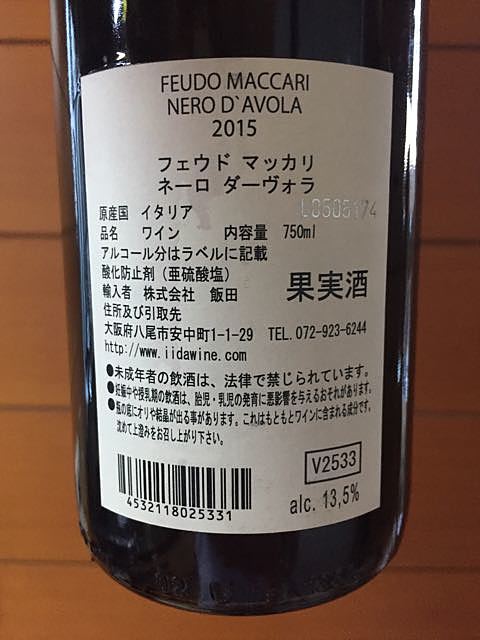 FEUDO MACCARI
NERO D`AVOLA
2015
フェウド マッカリ
ネーロ ダーヴォラ
原産国 イタリア
L0505174
品名 ワイン 内容量 750ml
アルコール分はラベルに記載
酸化防止剤（亜硫酸塩）
輸入者 株式会社 飯田
果実酒
住所及び引取先
大阪府八尾市安中町1-1-29 TEL.072-923-6244
http://www.iidawine.com
●未成年者の飲酒は、法律で禁じられています。
●妊娠中や授乳期の飲酒は、胎児・乳児の発育に悪影響を与えるおそれがあります。
●瓶の底にオリや結晶が出る事があります。これはもともとワインに含まれる成分です。
沈めて上澄みをお召し上がり下さい。
V2533
4532118025331
alc. 13,5%